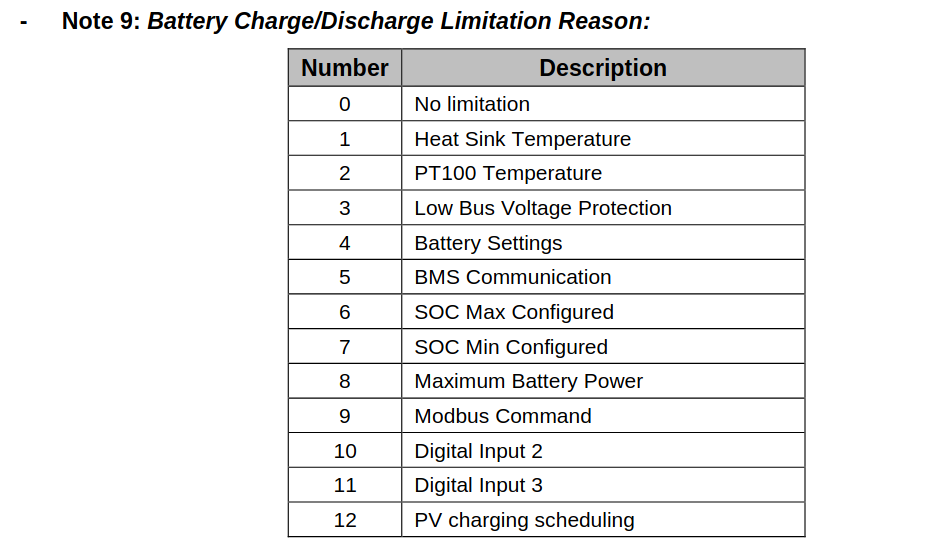 - Note 9: Battery Charge/Discharge Limitation Reason:
Number Description
0 No limitation
1 Heat Sink Temperature
2 PT100 Temperature
3 Low Bus Voltage Protection
4 Battery Settings
5 BMS Communication
6 SOC Max Configured
7 SOC Min Configured
8 Maximum Battery Power
9 Modbus Command
10 Digital Input 2
11 Digital Input 3
12 PV charging scheduling